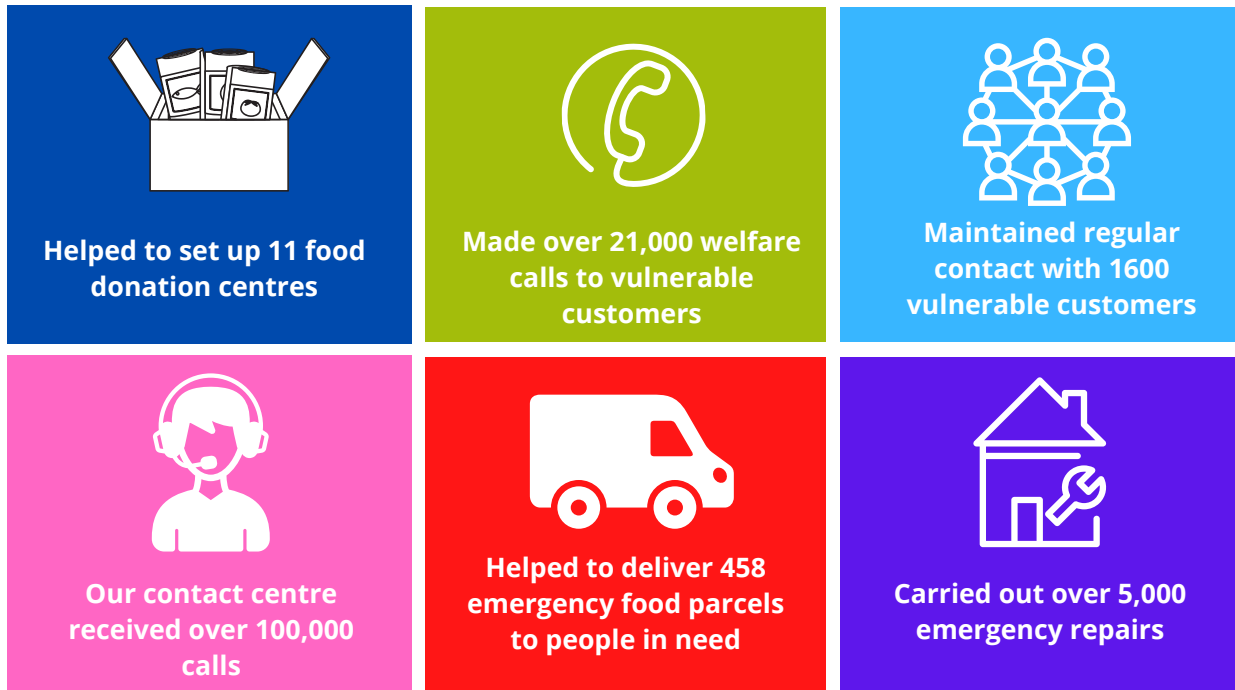 Helped to set up 11 food
donation centres
Made over 21,000 welfare
calls to vulnerable
customers
Maintained regular
contact with 1600
vulnerable customers
Our contact centre
received over 100,000
calls
Helped to deliver 458
emergency food parcels
to people in need
Carried out over 5,000
emergency repairs